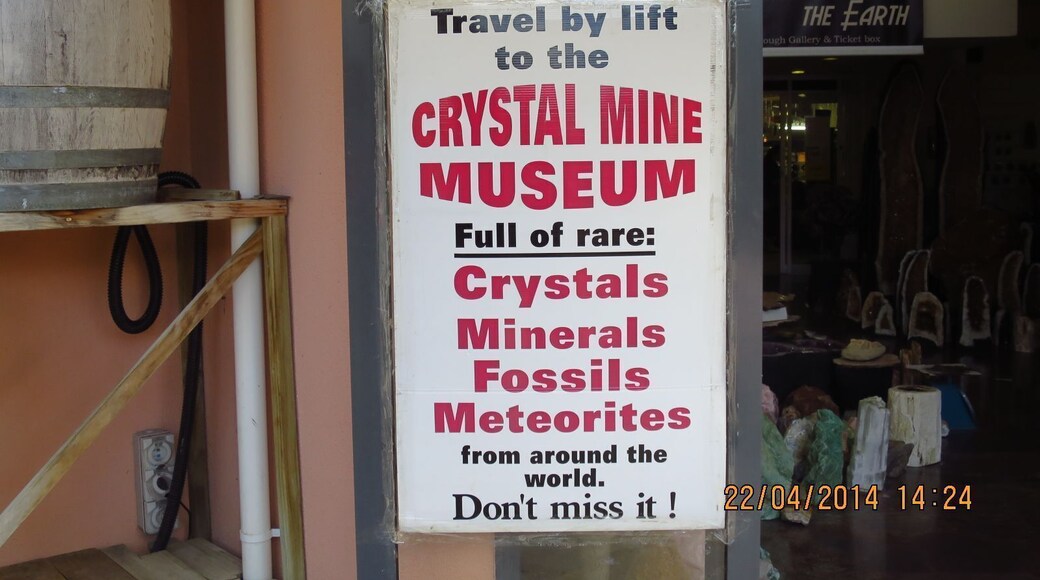 Travel by lift
to the
CRYSTAL MINE
MUSEUM
Full of rare:
Crystals
Minerals
Fossils
Meteorites
from around the
world.
Don't miss it !
THE EARTH
ough Gallery & Ticket box
22/04/2014 14:24